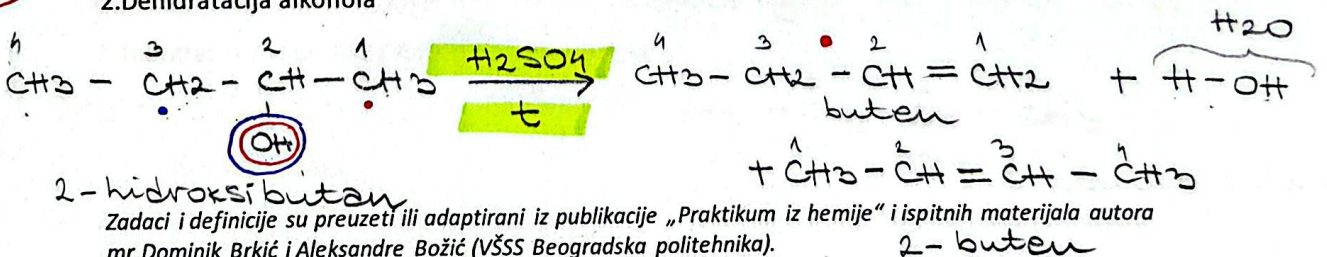 2.Dehidratacija alkohola
H2O
4 3 2 1 H2SO4 4 3 2 1
CH3 - CH2 - CH - CH3 → CH3 - CH2 - CH = CH2 + H - OH
t
OH buten
1 2 3 4
+ CH3 - CH = CH - CH3
2-hidroksibutan
Zadaci i definicije su preuzeti ili adaptirani iz publikacije „Praktikum iz hemije“ i ispitnih materijala autora
mr Dominik Brkić i Aleksandre Božić (VŠSS Beogradska politehnika).
2-buten